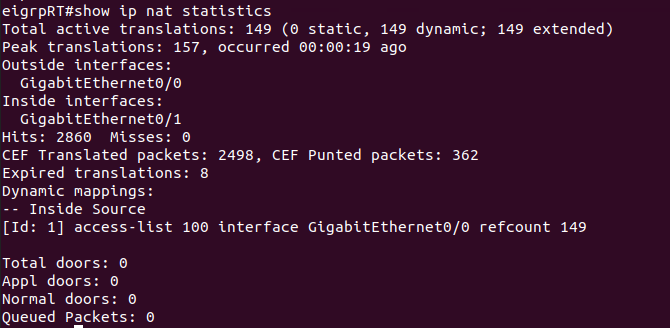 eigrpRT#show ip nat statistics
Total active translations: 149 (0 static, 149 dynamic; 149 extended)
Peak translations: 157, occurred 00:00:19 ago
Outside interfaces:
  GigabitEthernet0/0
Inside interfaces:
  GigabitEthernet0/1
Hits: 2860  Misses: 0
CEF Translated packets: 2498, CEF Punted packets: 362
Expired translations: 8
Dynamic mappings:
-- Inside Source
[Id: 1] access-list 100 interface GigabitEthernet0/0 refcount 149

Total doors: 0
Appl doors: 0
Normal doors: 0
Queued Packets: 0